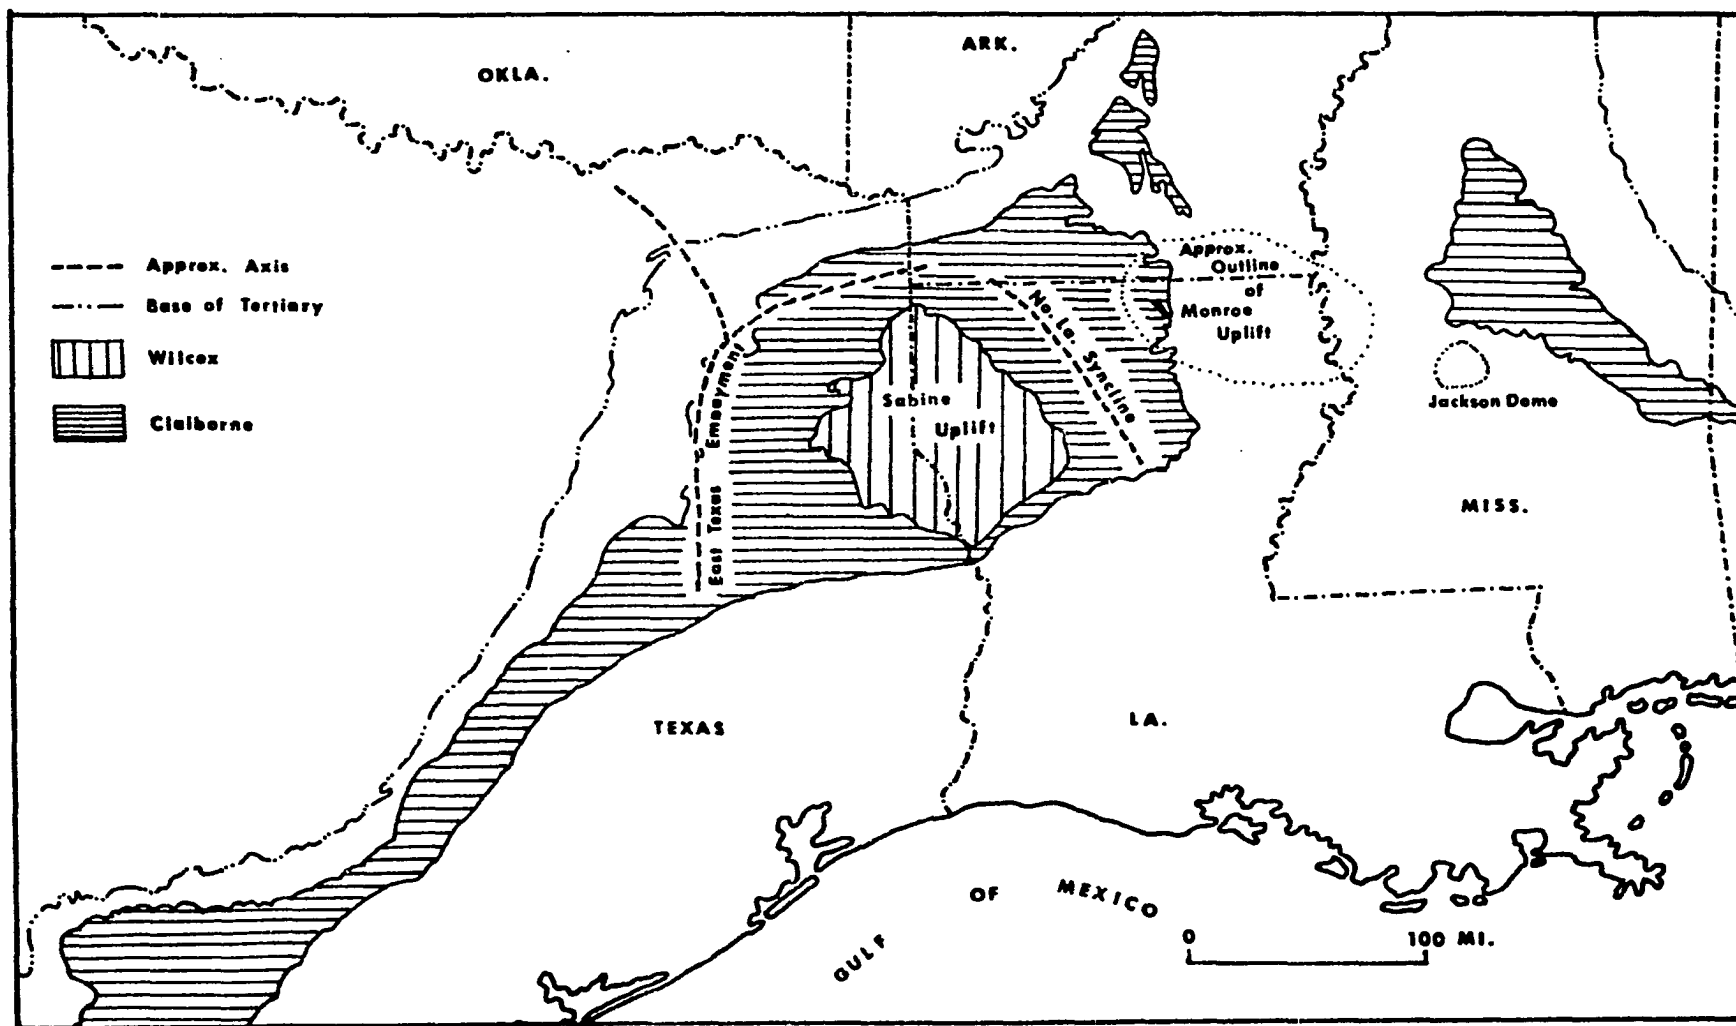 OKLA.
ARK.
Approx. Axis
Base of Tertiary
Wilcox
Claiborne
Approx.
Outline
of
Monroe
Uplift
No. La. Syncline
Sabine
Uplift
East Texas Embayment
Jackson Dome
MISS.
TEXAS
LA.
GULF OF MEXICO
0 100 MI.